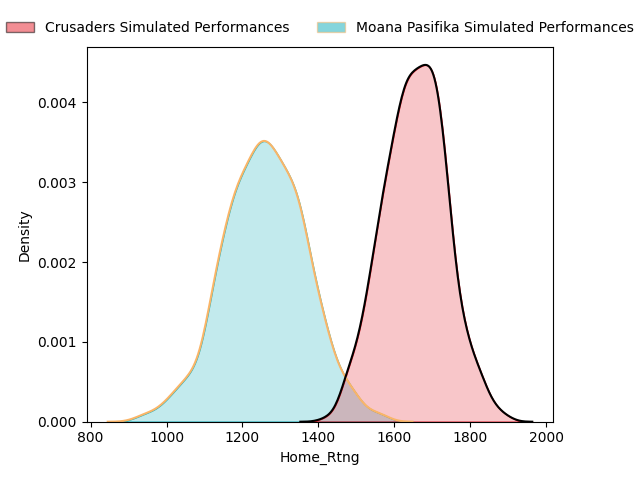 Crusaders Simulated Performances Moana Pasifika Simulated Performances
0.004
0.003
0.002
0.001
0.000
Density
800 1000 1200 1400 1600 1800 2000
Home_Rtng